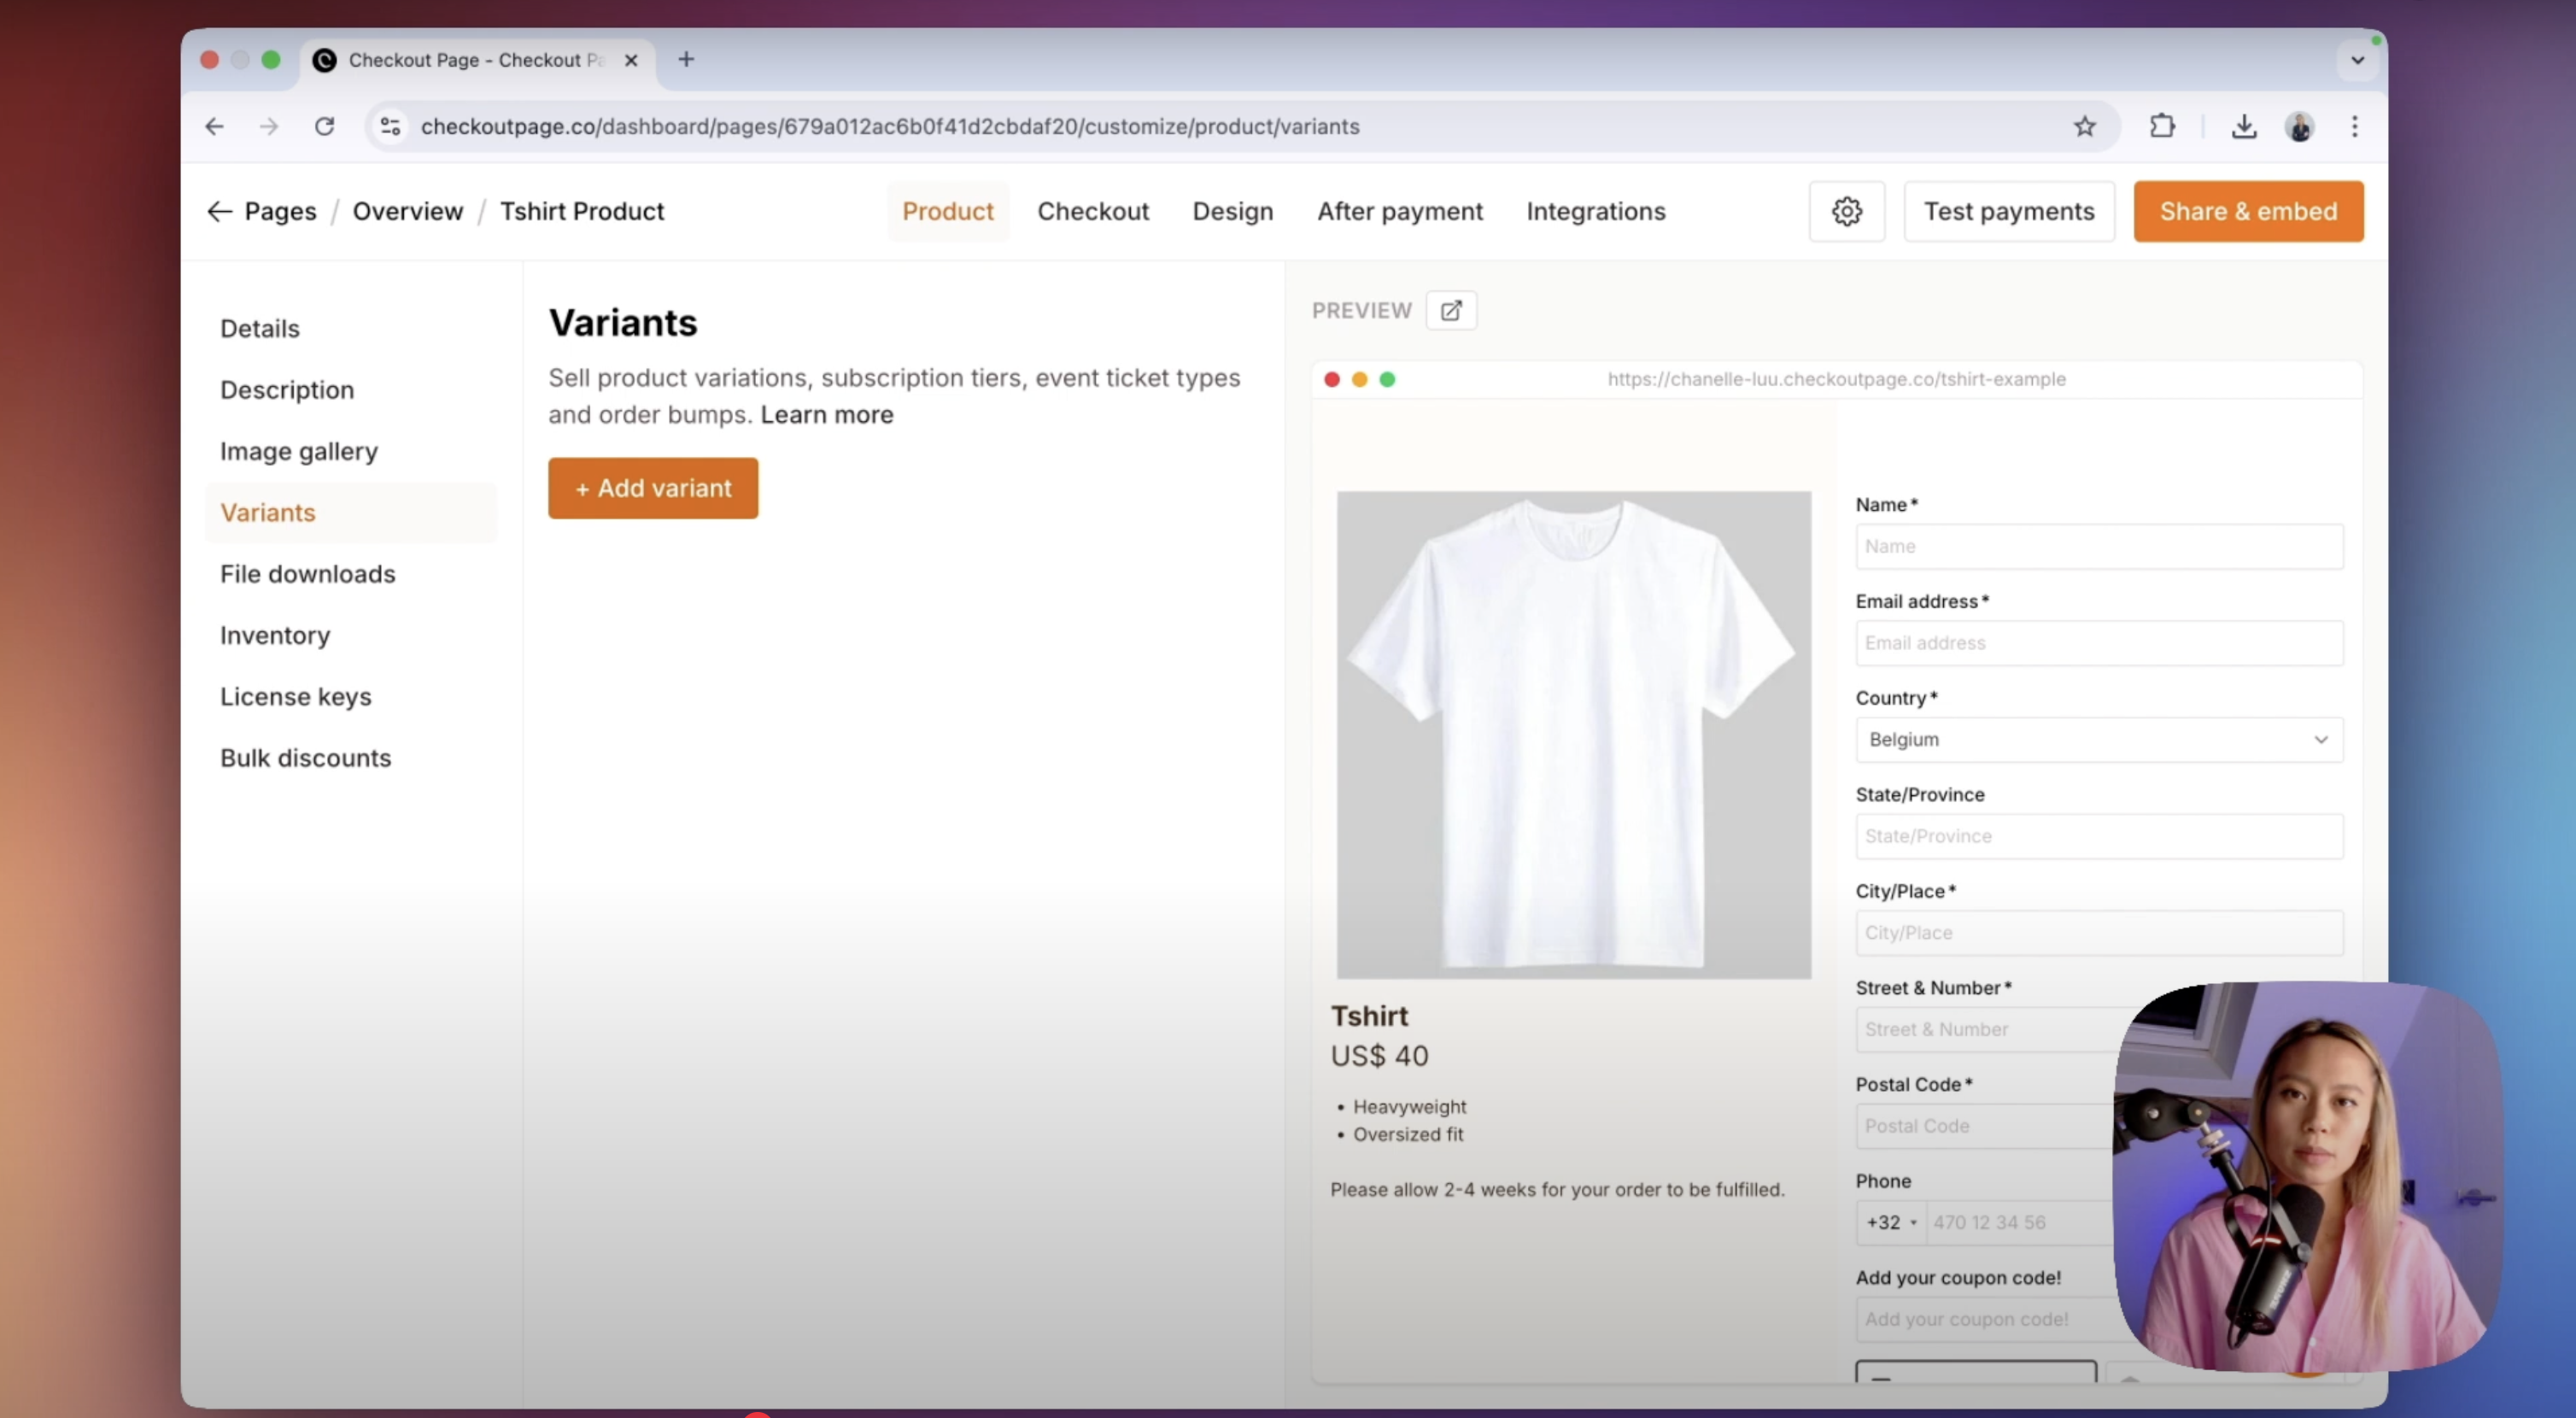 Checkout Page - Checkout Pa
checkoutpage.co/dashboard/pages/679a012ac6b0f41d2cbdaf20/customize/product/variants
Pages / Overview / Tshirt Product
Product
Checkout
Design
After payment
Integrations
Test payments
Share & embed
Details
Description
Image gallery
Variants
File downloads
Inventory
License keys
Bulk discounts
Variants
Sell product variations, subscription tiers, event ticket types
and order bumps. Learn more
+ Add variant
PREVIEW
https://chanelle-luu.checkoutpage.co/tshirt-example
Tshirt
US$ 40
• Heavyweight
• Oversized fit
Please allow 2-4 weeks for your order to be fulfilled.
Name*
Name
Email address*
Email address
Country*
Belgium
State/Province
State/Province
City/Place*
City/Place
Street & Number*
Street & Number
Postal Code*
Postal Code
Phone
+32 470 12 34 56
Add your coupon code!
Add your coupon code!